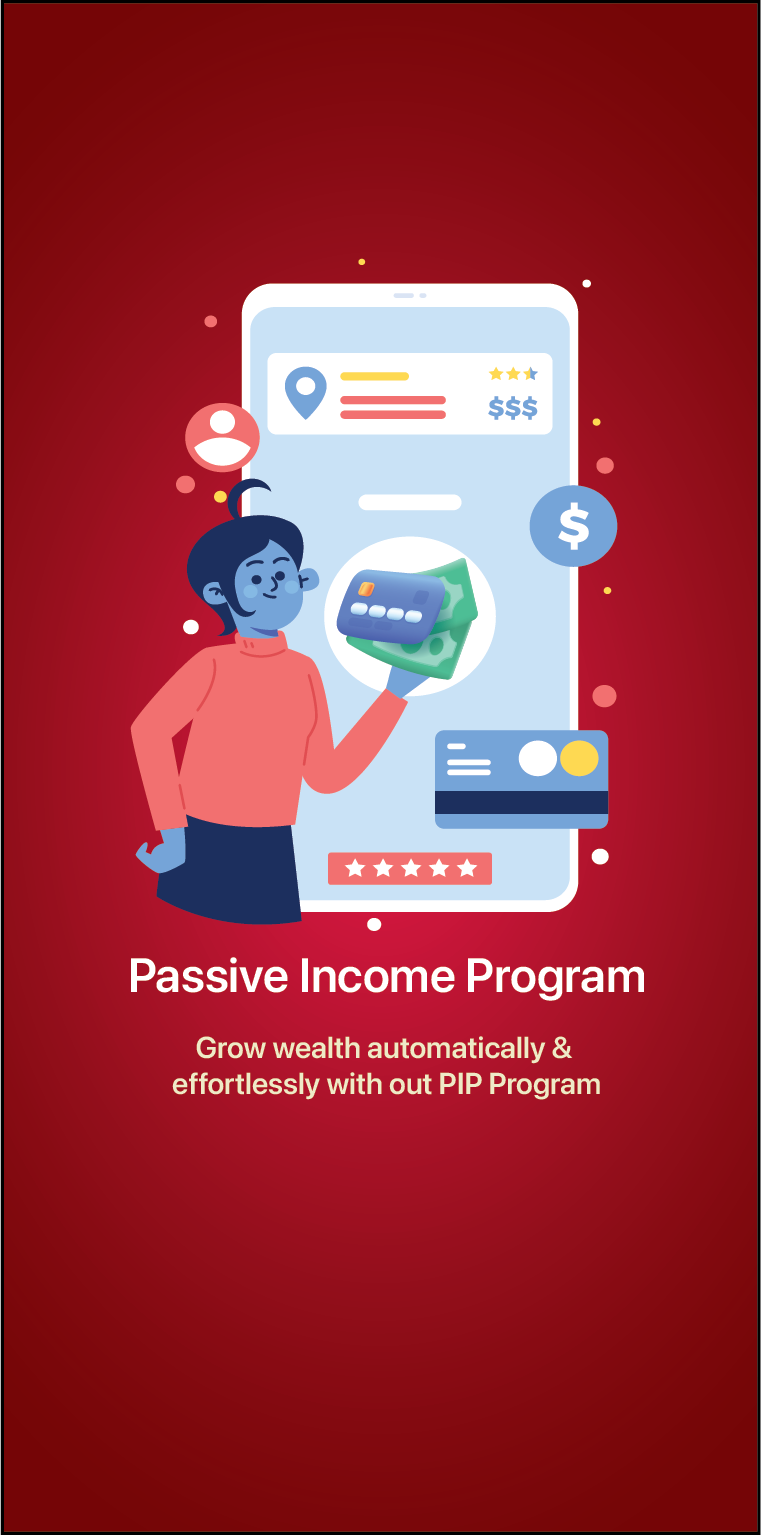 $$$
$
Passive Income Program
Grow wealth automatically &
effortlessly with out PIP Program